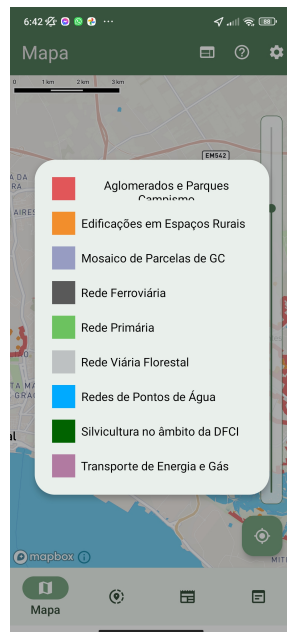 6:42
88
Mapa
0 1 km 2 km 3 km
EM542
Aglomerados e Parques
Campismo
Edificações em Espaços Rurais
Mosaico de Parcelas de GC
Rede Ferroviária
Rede Primária
Rede Viária Florestal
Redes de Pontos de Água
Silvicultura no âmbito da DFCI
Transporte de Energia e Gás
mapbox
Mapa